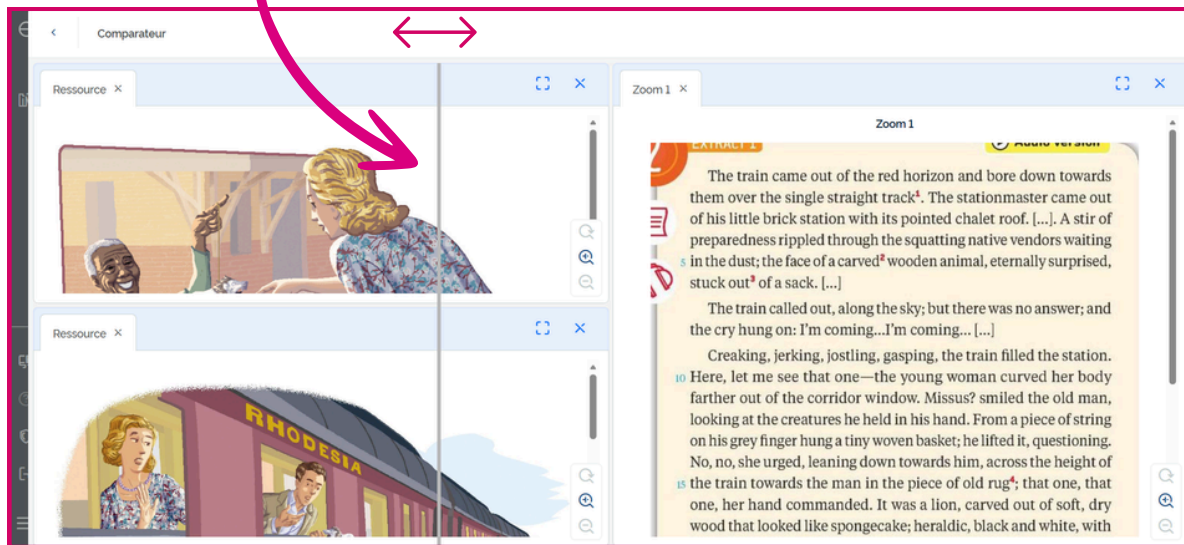 Comparateur
Ressource
Zoom 1
Zoom 1
EXTRACT 1
Audio version
The train came out of the red horizon and bore down towards
them over the single straight track1. The stationmaster came out
of his little brick station with its pointed chalet roof. [...]. A stir of
preparedness rippled through the squatting native vendors waiting
5 in the dust; the face of a carved2 wooden animal, eternally surprised,
stuck out3 of a sack. [...]
The train called out, along the sky; but there was no answer; and
the cry hung on: I'm coming...I'm coming... [...]
Creaking, jerking, jostling, gasping, the train filled the station.
10 Here, let me see that one—the young woman curved her body
farther out of the corridor window. Missus? smiled the old man,
looking at the creatures he held in his hand. From a piece of string
on his grey finger hung a tiny woven basket; he lifted it, questioning.
No, no, she urged, leaning down towards him, across the height of
15 the train towards the man in the piece of old rug4; that one, that
one, her hand commanded. It was a lion, carved out of soft, dry
wood that looked like spongecake; heraldic, black and white, with
Ressource
RHODESIA